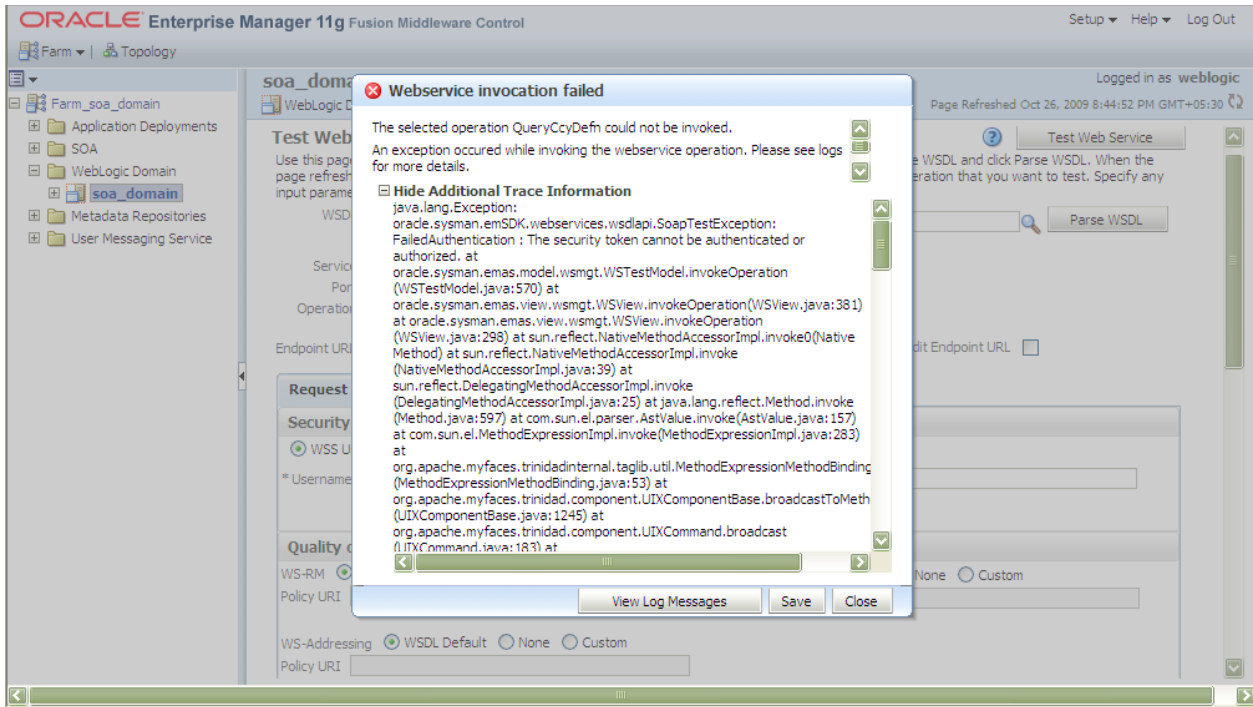 ORACLE Enterprise Manager 11g Fusion Middleware Control
Setup Help Log Out
Farm | Topology
Farm_soa_domain
Application Deployments
SOA
WebLogic Domain
soa_domain
Metadata Repositories
User Messaging Service
soa_doma
Logged in as weblogic
WebLogic D
Page Refreshed Oct 26, 2009 8:44:52 PM GMT+05:30
Test Web
Test Web Service
Use this pag
e WSDL and click Parse WSDL. When the
page refresh
eration that you want to test. Specify any
input parame
WSD
Parse WSDL
Servic
Por
Operatio
Endpoint UR
dit Endpoint URL
Request
Security
WSS U
* Username
Quality
WS-RM
None Custom
Policy URI
WS-Addressing WSDL Default None Custom
Policy URI
Webservice invocation failed
The selected operation QueryCcyDefn could not be invoked.
An exception occured while invoking the webservice operation. Please see logs
for more details.
Hide Additional Trace Information
java.lang.Exception:
oracle.sysman.emSDK.webservices.wsdlapi.SoapTestException:
FailedAuthentication : The security token cannot be authenticated or
authorized. at
oracle.sysman.emas.model.wsmgt.WSTestModel.invokeOperation
(WSTestModel.java:570) at
oracle.sysman.emas.view.wsmgt.WSView.invokeOperation(WSView.java:381)
at oracle.sysman.emas.view.wsmgt.WSView.invokeOperation
(WSView.java:298) at sun.reflect.NativeMethodAccessorImpl.invoke0(Native
Method) at sun.reflect.NativeMethodAccessorImpl.invoke
(NativeMethodAccessorImpl.java:39) at
sun.reflect.DelegatingMethodAccessorImpl.invoke
(DelegatingMethodAccessorImpl.java:25) at java.lang.reflect.Method.invoke
(Method.java:597) at com.sun.el.parser.AstValue.invoke(AstValue.java:157)
at com.sun.el.MethodExpressionImpl.invoke(MethodExpressionImpl.java:283)
at
org.apache.myfaces.trinidadinternal.taglib.util.MethodExpressionMethodBinding
(MethodExpressionMethodBinding.java:53) at
org.apache.myfaces.trinidad.component.UIXComponentBase.broadcastToMeth
(UIXComponentBase.java:1245) at
org.apache.myfaces.trinidad.component.UIXCommand.broadcast
(UIXCommand.java:183) at
View Log Messages Save Close